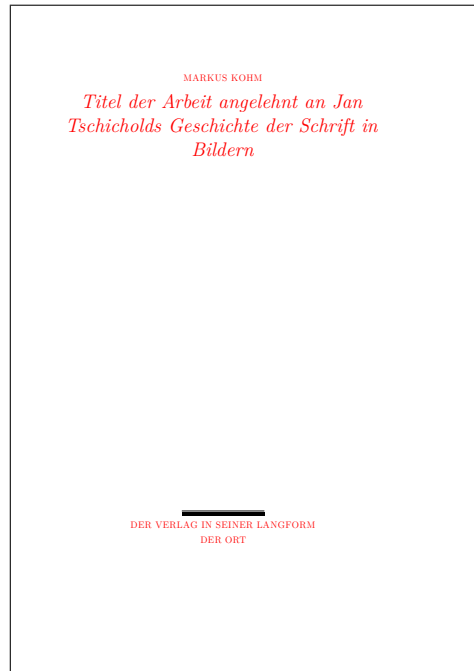 MARKUS KOHM
Titel der Arbeit angelehnt an Jan
Tschicholds Geschichte der Schrift in
Bildern
DER VERLAG IN SEINER LANGFORM
DER ORT